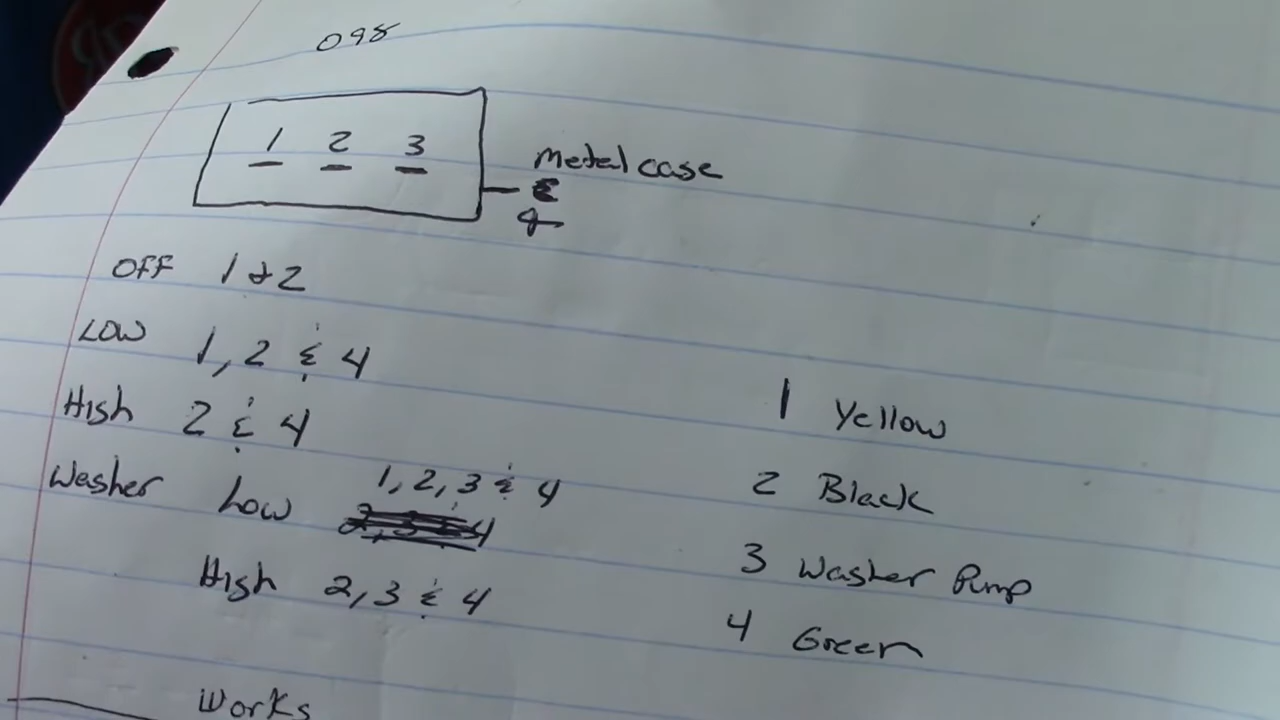 098
1 2 3
Metal case
4
OFF 1 & 2
LOW 1, 2 & 4
High 2 & 4
Washer Low 1, 2, 3 & 4
High 2, 3 & 4
1 Yellow
2 Black
3 Washer Pump
4 Green
Works